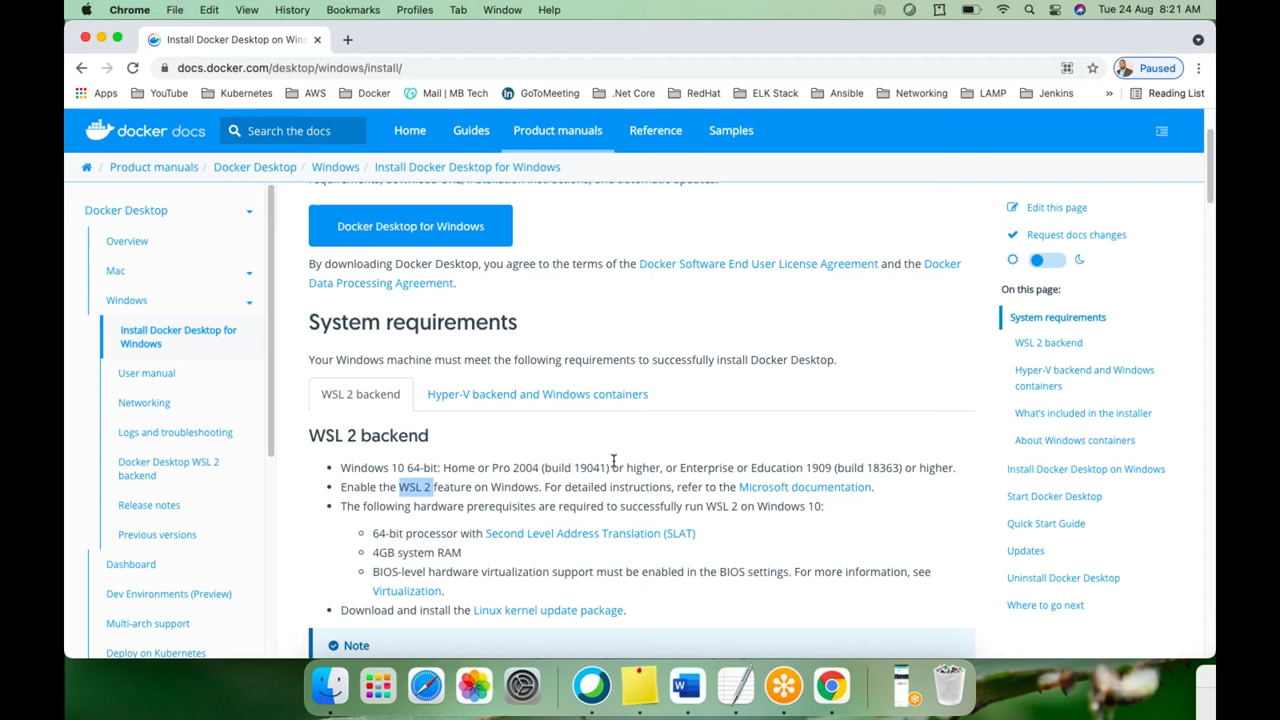 Chrome File Edit View History Bookmarks Profiles Tab Window Help Tue 24 Aug 8:21 AM
Install Docker Desktop on Win
docs.docker.com/desktop/windows/install/ Paused
Apps YouTube Kubernetes AWS Docker Mail | MB Tech GoToMeeting .Net Core RedHat ELK Stack Ansible Networking LAMP Jenkins » Reading List
docker docs Search the docs Home Guides Product manuals Reference Samples
Product manuals Docker Desktop Windows Install Docker Desktop for Windows
Docker Desktop
Overview
Mac
Windows
Install Docker Desktop for
Windows
User manual
Networking
Logs and troubleshooting
Docker Desktop WSL 2
backend
Release notes
Previous versions
Dashboard
Dev Environments (Preview)
Multi-arch support
Deploy on Kubernetes
requirements, download URL, installation instructions, and automatic updates.
Docker Desktop for Windows
By downloading Docker Desktop, you agree to the terms of the Docker Software End User License Agreement and the Docker
Data Processing Agreement.
System requirements
Your Windows machine must meet the following requirements to successfully install Docker Desktop.
WSL 2 backend Hyper-V backend and Windows containers
WSL 2 backend
Windows 10 64-bit: Home or Pro 2004 (build 19041) or higher, or Enterprise or Education 1909 (build 18363) or higher.
Enable the WSL 2 feature on Windows. For detailed instructions, refer to the Microsoft documentation.
The following hardware prerequisites are required to successfully run WSL 2 on Windows 10:
64-bit processor with Second Level Address Translation (SLAT)
4GB system RAM
BIOS-level hardware virtualization support must be enabled in the BIOS settings. For more information, see
Virtualization.
Download and install the Linux kernel update package.
Note
Edit this page
Request docs changes
On this page:
System requirements
WSL 2 backend
Hyper-V backend and Windows
containers
What's included in the installer
About Windows containers
Install Docker Desktop on Windows
Start Docker Desktop
Quick Start Guide
Updates
Uninstall Docker Desktop
Where to go next